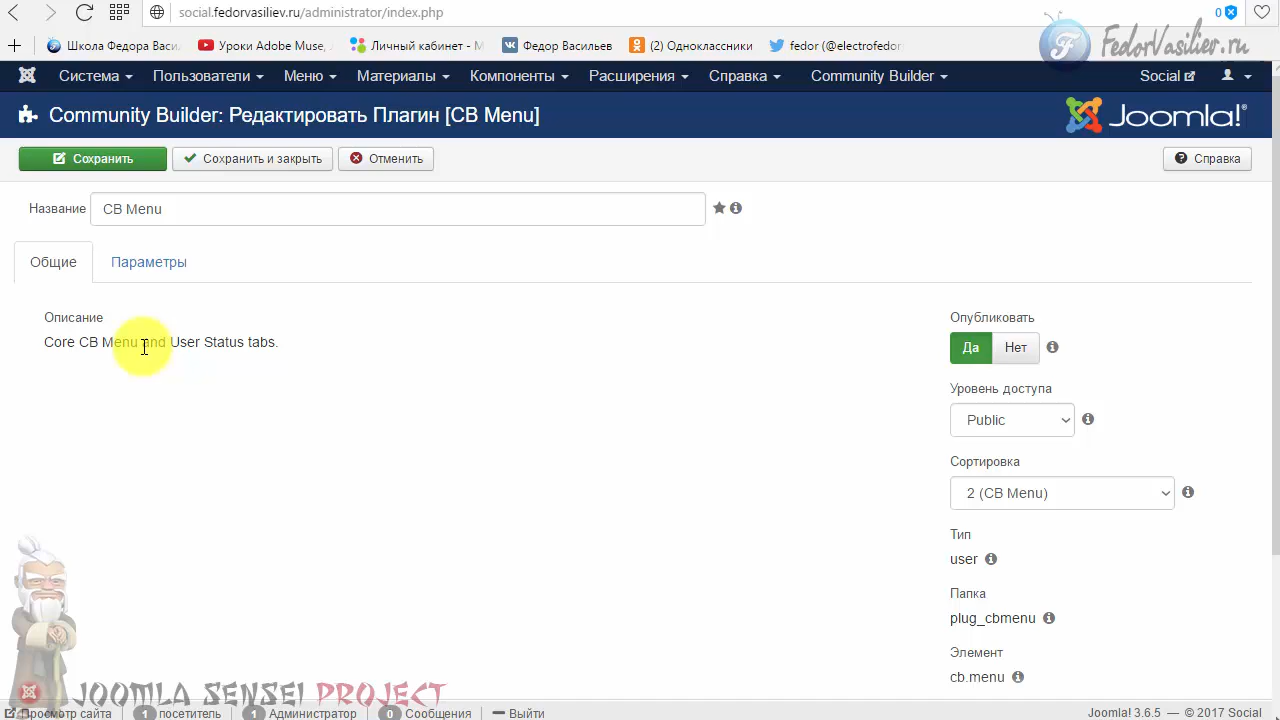 social.fedorvasiliev.ru/administrator/index.php
0
Школа Федора Васил
Уроки Adobe Muse,
Личный кабинет - М
Федор Васильев
(2) Одноклассники
fedor (@electrofedor
FedorVasiliev.ru
Система
Пользователи
Меню
Материалы
Компоненты
Расширения
Справка
Community Builder
Social
Community Builder: Редактировать Плагин [CB Menu]
Joomla!®
Сохранить
Сохранить и закрыть
Отменить
Справка
Название
CB Menu
Общие
Параметры
Описание
Core CB Menu and User Status tabs.
Опубликовать
Да
Нет
Уровень доступа
Public
Сортировка
2 (CB Menu)
Тип
user
Папка
plug_cbmenu
Элемент
cb.menu
JOOMLA SENSEI PROJECT
Просмотр сайта
1 посетитель
1 Администратор
0 Сообщения
Выйти
Joomla! 3.6.5 — © 2017 Social